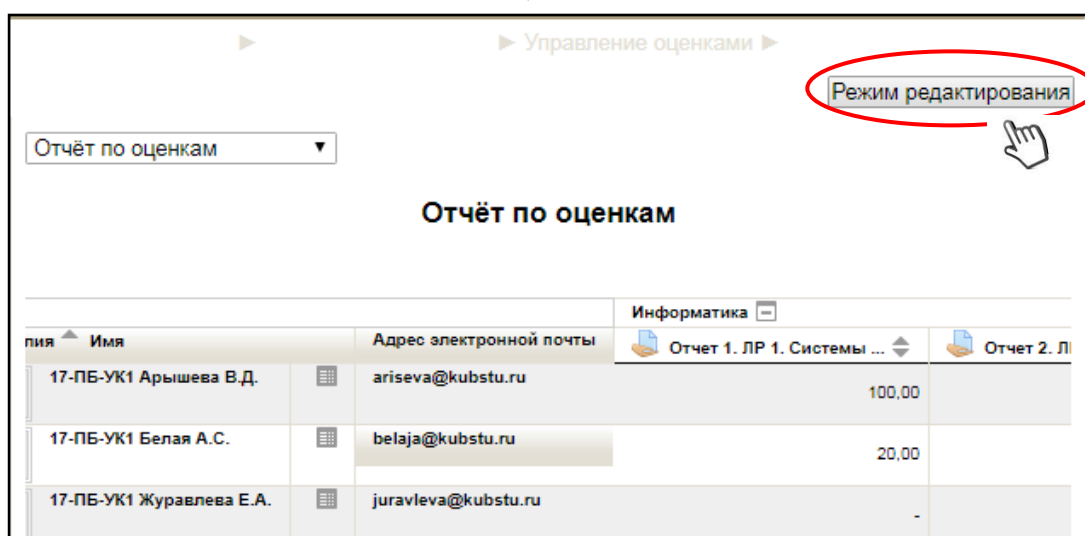 ► ► Управление оценками ►
Режим редактирования
Отчёт по оценкам ▼
Отчёт по оценкам
Информатика
лия Имя Адрес электронной почты Отчет 1. ЛР 1. Системы ... Отчет 2. Л
17-ПБ-УК1 Арышева В.Д. ariseva@kubstu.ru 100,00
17-ПБ-УК1 Белая А.С. belaja@kubstu.ru 20,00
17-ПБ-УК1 Журавлева Е.А. juravleva@kubstu.ru -